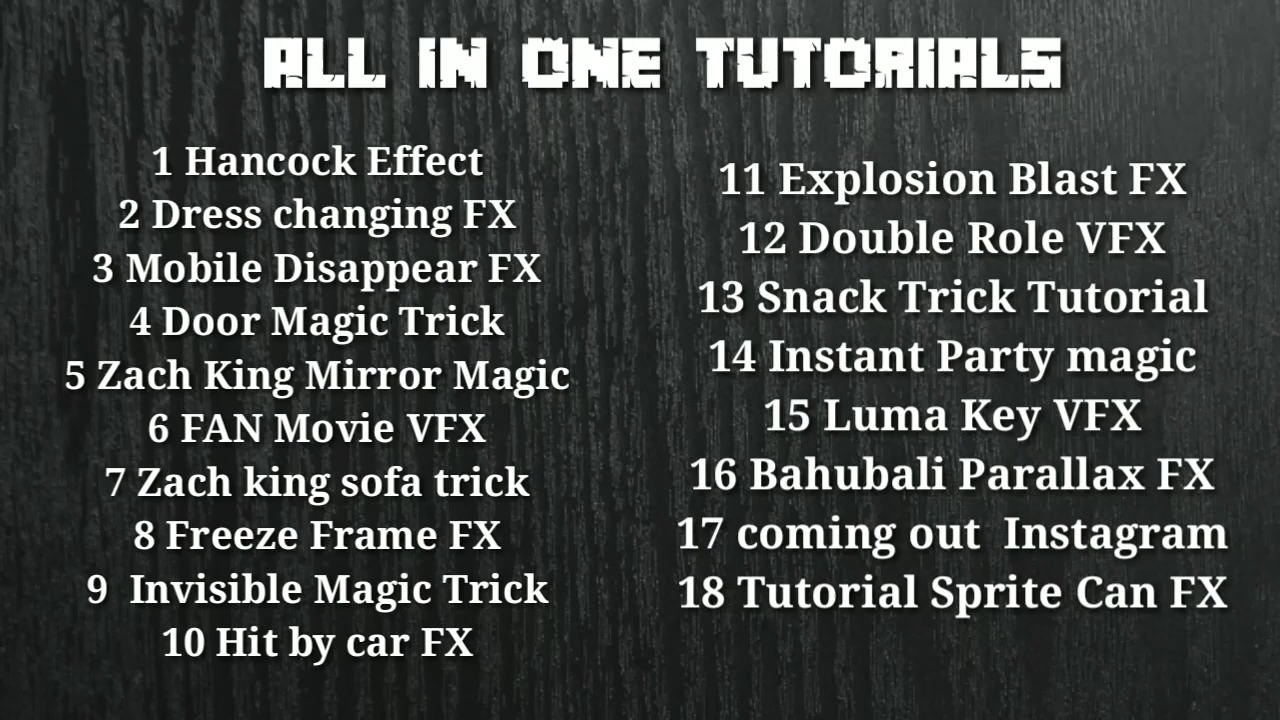 ALL IN ONE TUTORIALS
1 Hancock Effect
2 Dress changing FX
3 Mobile Disappear FX
4 Door Magic Trick
5 Zach King Mirror Magic
6 FAN Movie VFX
7 Zach king sofa trick
8 Freeze Frame FX
9  Invisible Magic Trick
10 Hit by car FX
11 Explosion Blast FX
12 Double Role VFX
13 Snack Trick Tutorial
14 Instant Party magic
15 Luma Key VFX
16 Bahubali Parallax FX
17 coming out  Instagram
18 Tutorial Sprite Can FX